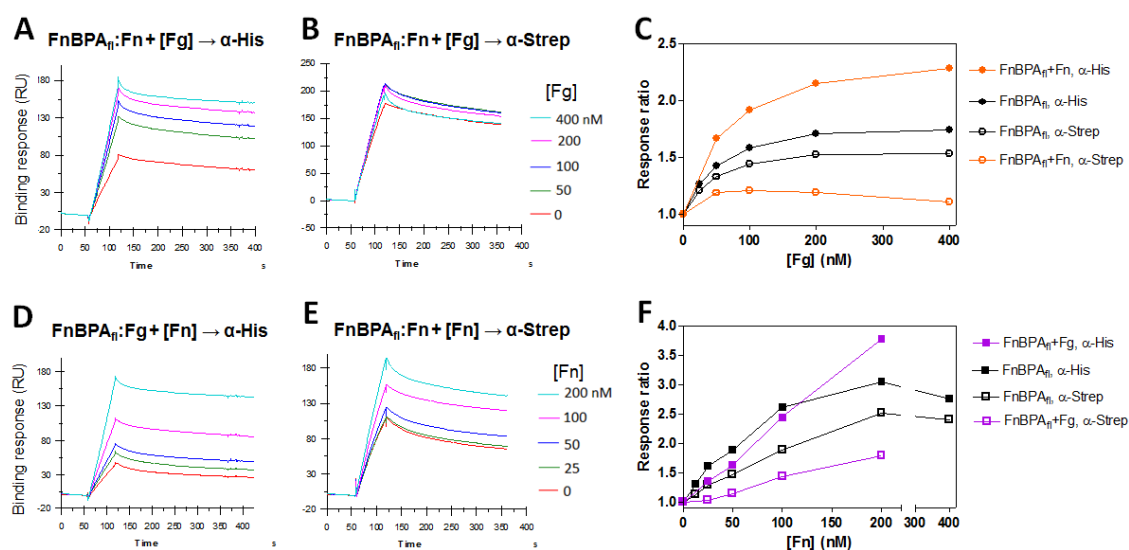 A
FnBPAfl:Fn + [Fg] → α-His
Binding response (RU)
180
130
80
30
-20
0 50 100 150 200 250 300 350 400
Time s
B
FnBPAfl:Fn + [Fg] → α-Strep
250
200
150
100
50
0
-50
0 50 100 150 200 250 300 350 400
Time s
[Fg]
400 nM
200
100
50
0
C
Response ratio
2.5
2.0
1.5
1.0
0 100 200 300 400
[Fg] (nM)
FnBPAfl+Fn, α-His
FnBPAfl, α-His
FnBPAfl, α-Strep
FnBPAfl+Fn, α-Strep
D
FnBPAfl:Fg + [Fn] → α-His
Binding response (RU)
180
130
80
30
-20
0 50 100 150 200 250 300 350 400
Time s
E
FnBPAfl:Fn + [Fn] → α-Strep
180
130
80
30
-20
0 50 100 150 200 250 300 350 400
Time s
[Fn]
200 nM
100
50
25
0
F
Response ratio
4.0
3.5
3.0
2.5
2.0
1.5
1.0
0 50 100 200 300 400
[Fn] (nM)
FnBPAfl+Fg, α-His
FnBPAfl, α-His
FnBPAfl, α-Strep
FnBPAfl+Fg, α-Strep